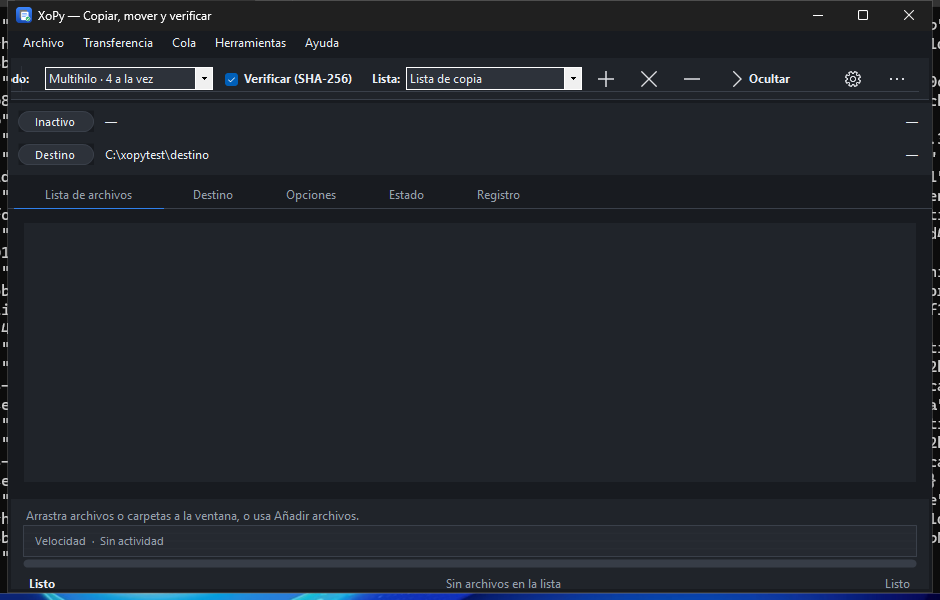 XoPy — Copiar, mover y verificar
Archivo Transferencia Cola Herramientas Ayuda
do: Multihilo · 4 a la vez Verificar (SHA-256) Lista: Lista de copia Ocultar
Inactivo —
Destino C:\xopytest\destino
Lista de archivos Destino Opciones Estado Registro
Arrastra archivos o carpetas a la ventana, o usa Añadir archivos.
Velocidad · Sin actividad
Listo Sin archivos en la lista Listo